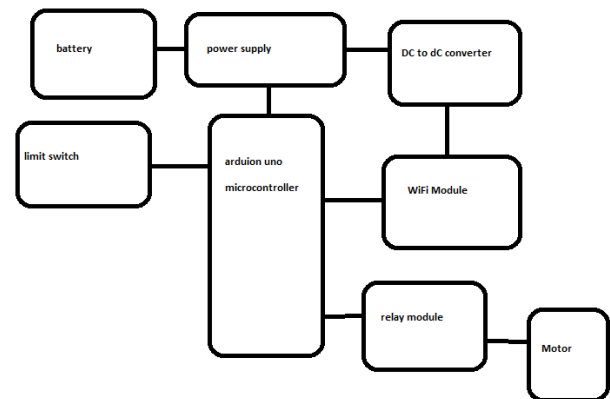 battery
power supply
DC to dC converter
limit switch
arduion uno
microcontroller
WiFi Module
relay module
Motor